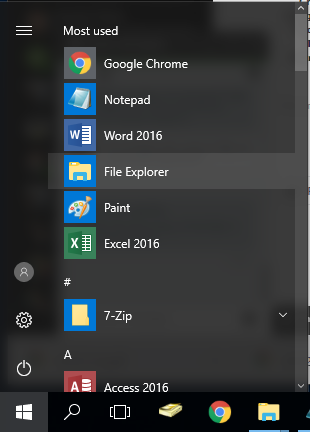 Most used
Google Chrome
Notepad
Word 2016
File Explorer
Paint
Excel 2016
#
7-Zip
A
Access 2016